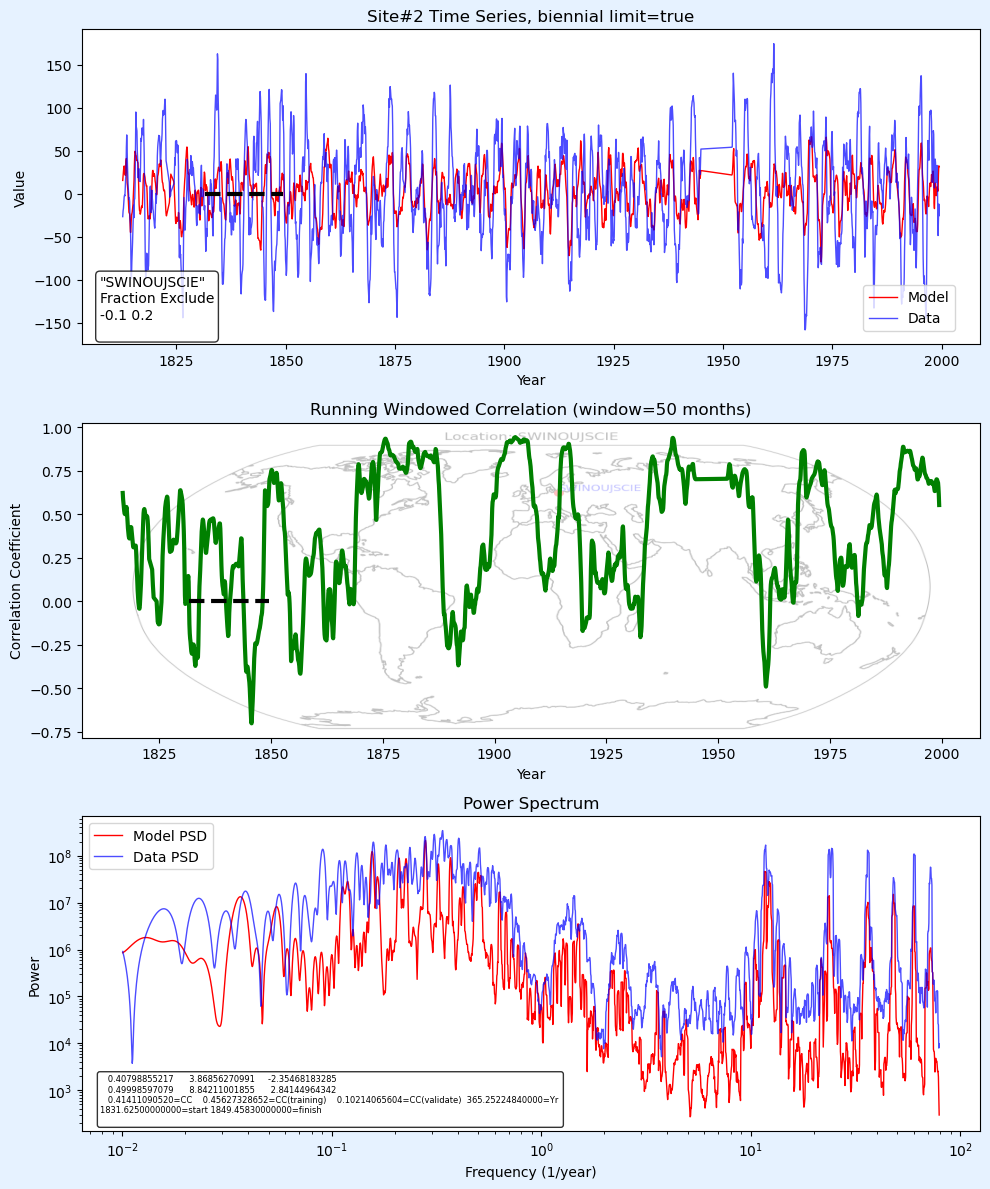 Site#2 Time Series, biennial limit=true
150
100
50
0
−50
−100
−150
Value
"SWINOUJSCIE"
Fraction Exclude
-0.1 0.2
Model
Data
1825
1850
1875
1900
1925
1950
1975
2000
Year
Running Windowed Correlation (window=50 months)
Location: SWINOUJSCIE
SWINOUJSCIE
1.00
0.75
0.50
0.25
0.00
−0.25
−0.50
−0.75
Correlation Coefficient
1825
1850
1875
1900
1925
1950
1975
2000
Year
Power Spectrum
Model PSD
Data PSD
10⁸
10⁷
10⁶
10⁵
10⁴
10³
Power
0.40798855217 3.86856270991 -2.35468183285
0.49998597079 8.84211001855 2.84144964342
0.41411090520=CC 0.45627328652=CC(training) 0.10214065604=CC(validate) 365.25224840000=Yr
1831.62500000000=start 1849.45830000000=finish
10⁻²
10⁻¹
10⁰
10¹
10²
Frequency (1/year)